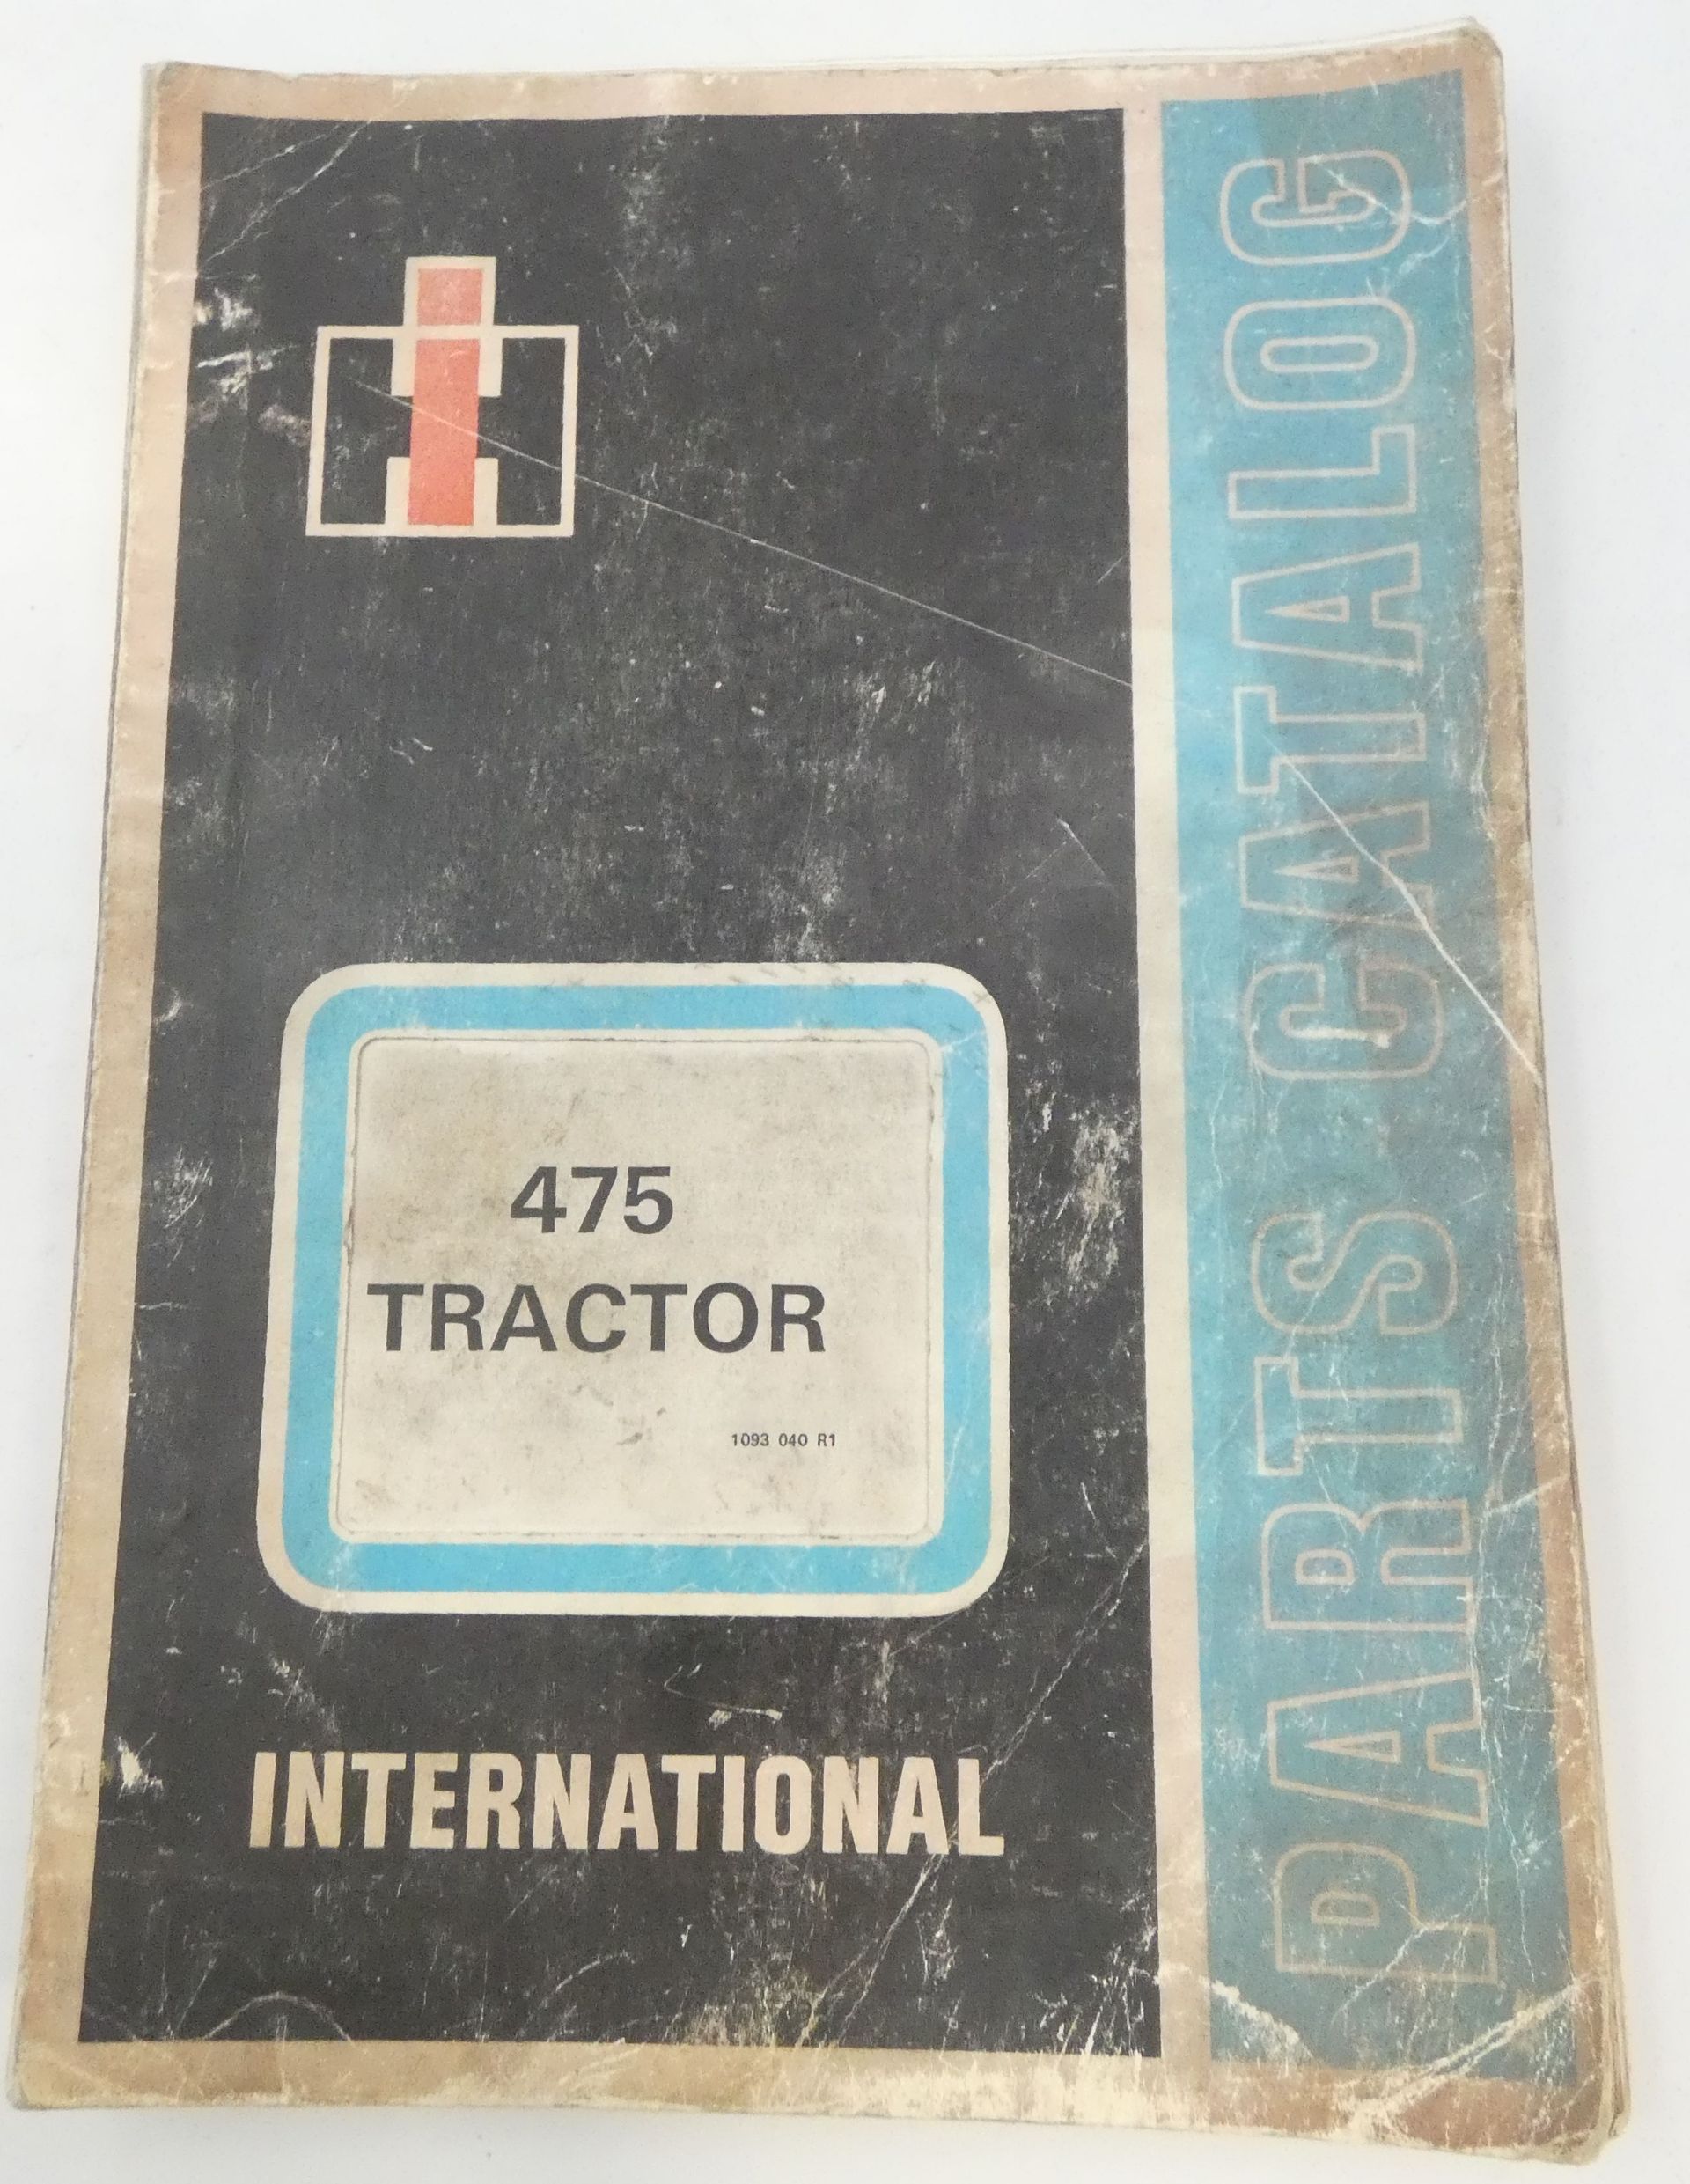 475
TRACTOR
1093 040 R1
INTERNATIONAL
PARTS CATALOG